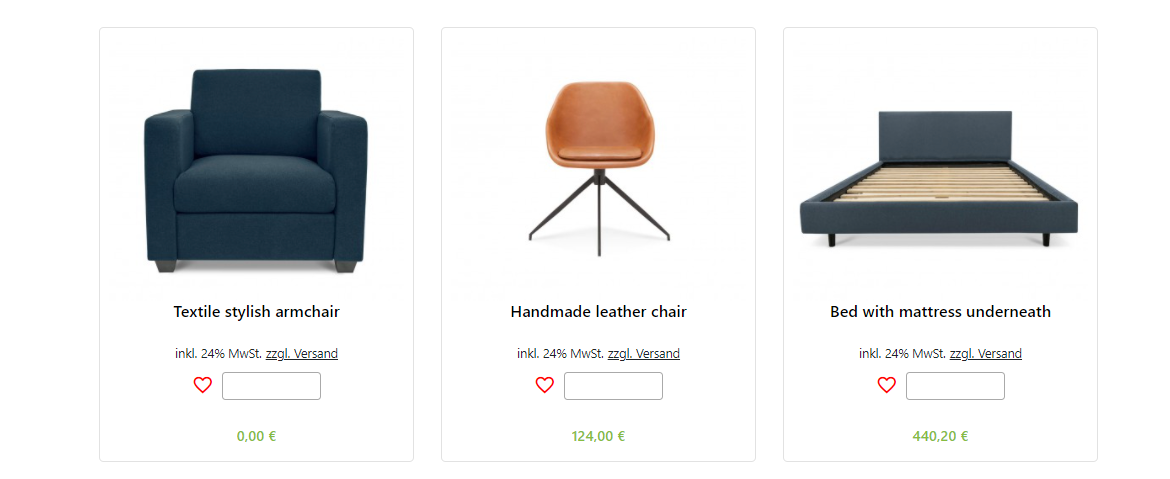 Textile stylish armchair
inkl. 24% MwSt. zzgl. Versand
0,00 €
Handmade leather chair
inkl. 24% MwSt. zzgl. Versand
124,00 €
Bed with mattress underneath
inkl. 24% MwSt. zzgl. Versand
440,20 €